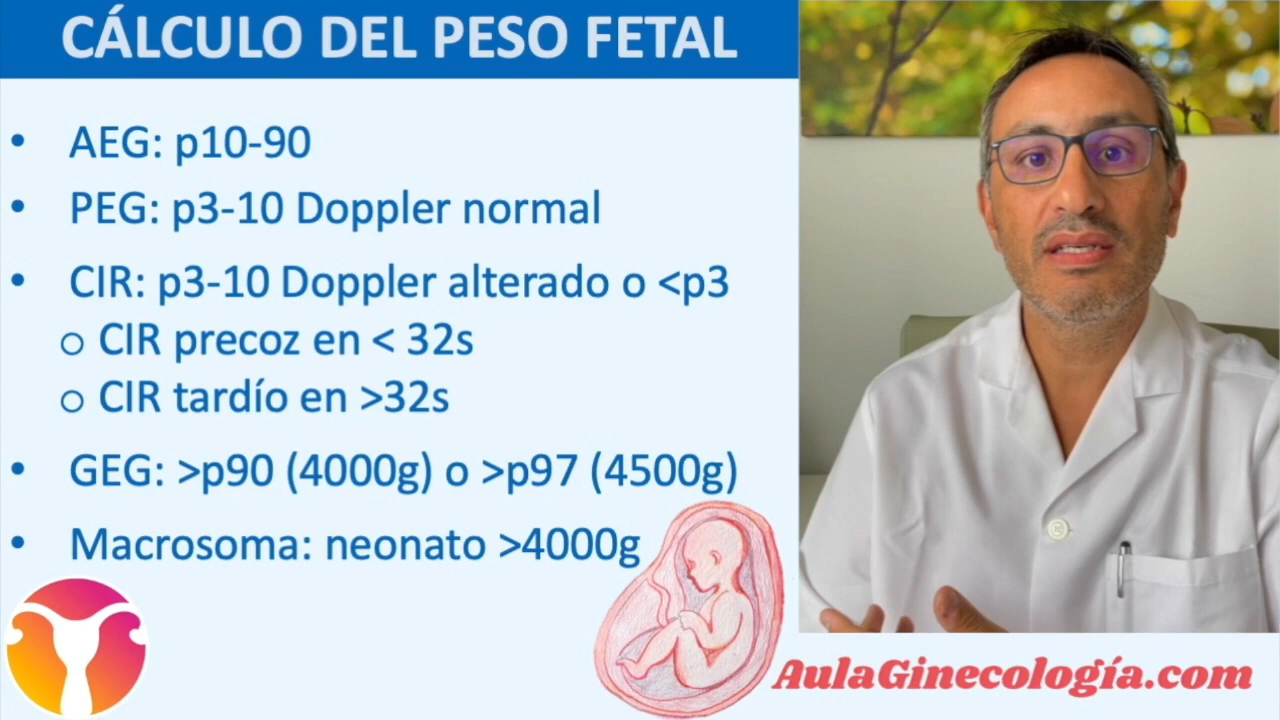 CÁLCULO DEL PESO FETAL
• AEG: p10-90
• PEG: p3-10 Doppler normal
• CIR: p3-10 Doppler alterado o <p3
o CIR precoz en < 32s
o CIR tardío en >32s
• GEG: >p90 (4000g) o >p97 (4500g)
• Macrosoma: neonato >4000g
AulaGinecología.com